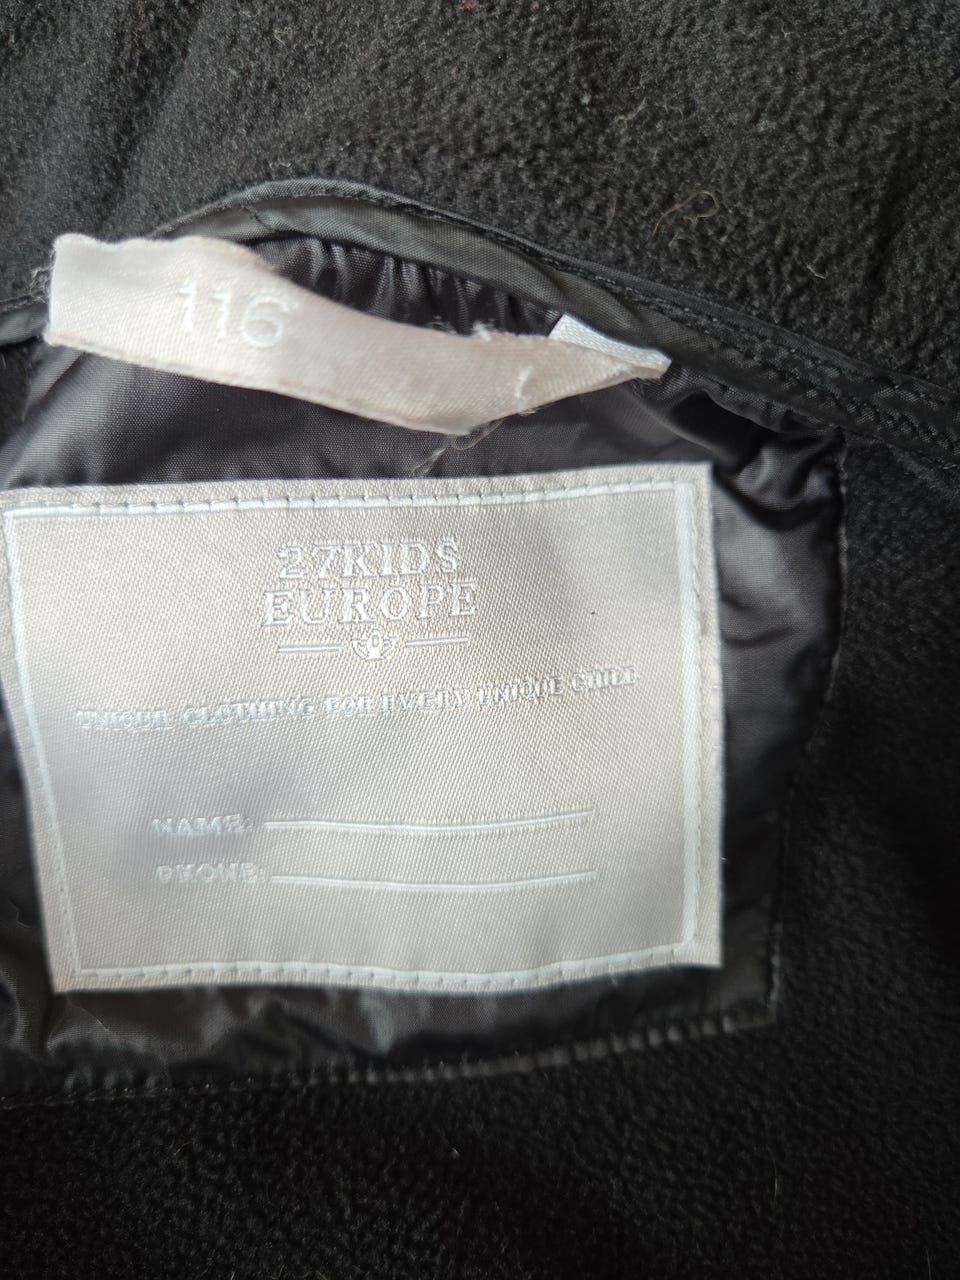 116
27KIDS
EUROPE
UNIQUE CLOTHING FOR EVERY UNIQUE CHILD
NAME:
PHONE: